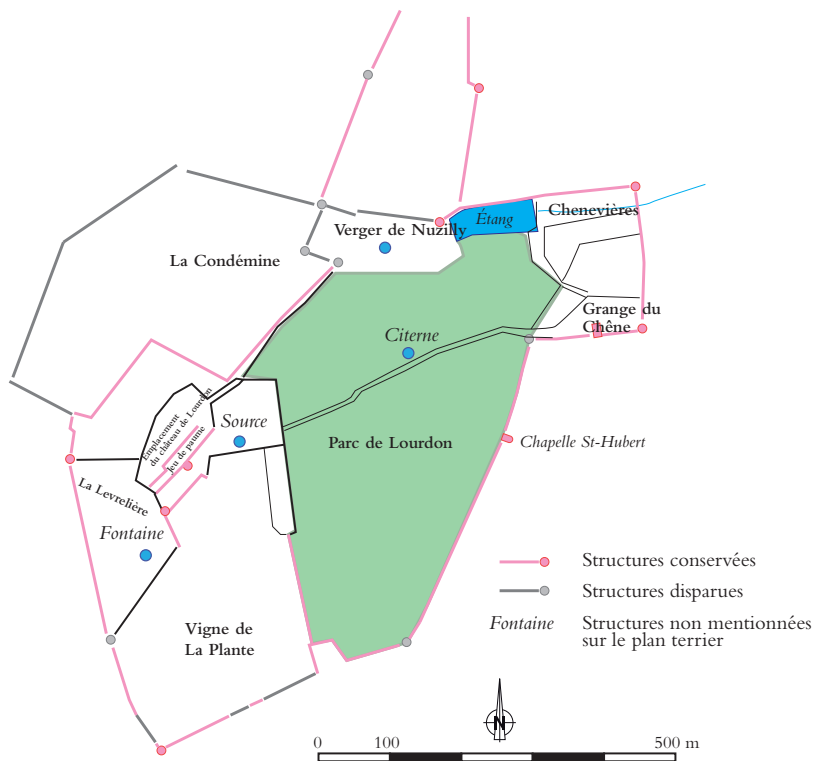 Étang
Chenevières
Verger de Nuzilly
La Condémine
Grange du
Chêne
Citerne
Emplacement
du château de Lourdon
Jeu de paume
Source
Parc de Lourdon
Chapelle St-Hubert
La Levrelière
Fontaine
Structures conservées
Structures disparues
Fontaine
Structures non mentionnées
sur le plan terrier
Vigne de
La Plante
N
0 100 500 m